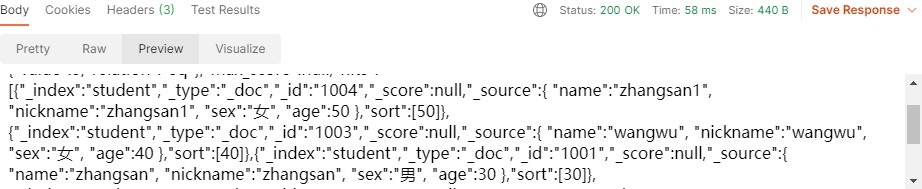 Body Cookies Headers (3) Test Results Status: 200 OK Time: 58 ms Size: 440 B Save Response
Pretty Raw Preview Visualize
[{"_index":"student","_type":"_doc","_id":"1004","_score":null,"_source":{ "name":"zhangsan1",
"nickname":"zhangsan1", "sex":"女", "age":50 },"sort":[50]},
{"_index":"student","_type":"_doc","_id":"1003","_score":null,"_source":{ "name":"wangwu", "nickname":"wangwu",
"sex":"女", "age":40 },"sort":[40]},{"_index":"student","_type":"_doc","_id":"1001","_score":null,"_source":{
"name":"zhangsan", "nickname":"zhangsan", "sex":"男", "age":30 },"sort":[30]},